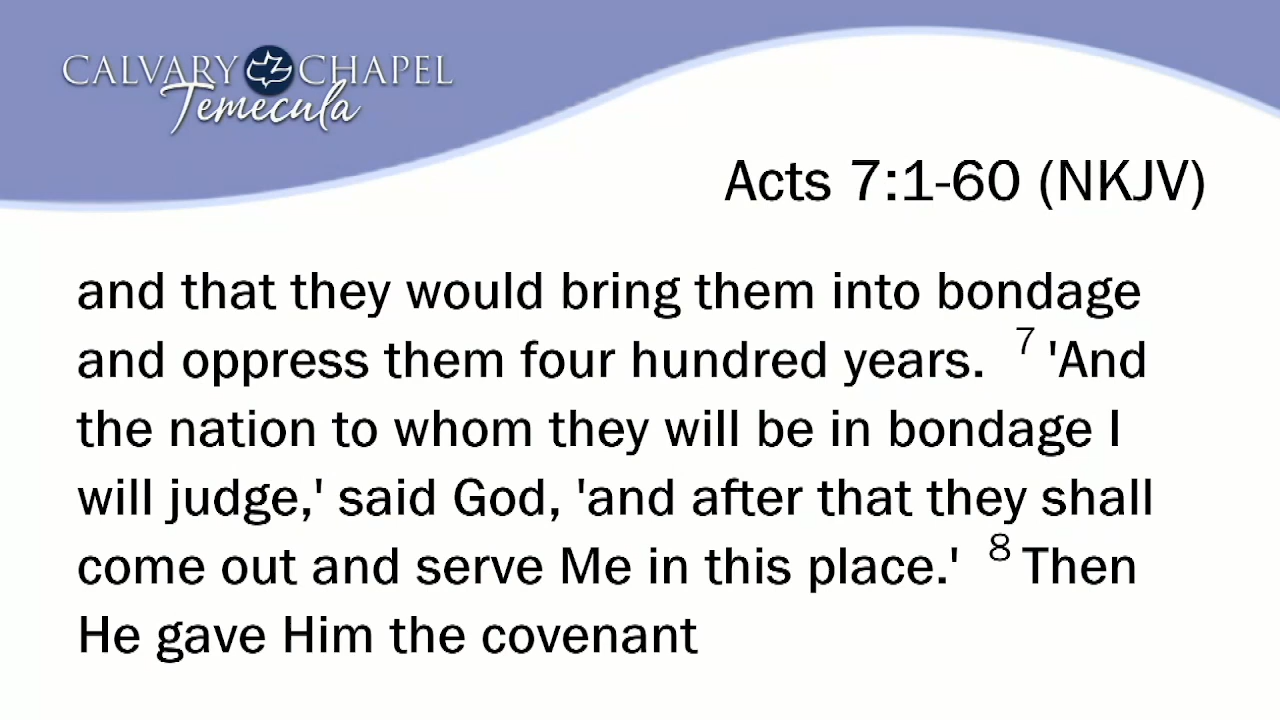 CALVARY CHAPEL
Temecula
Acts 7:1-60 (NKJV)
and that they would bring them into bondage
and oppress them four hundred years. 7 'And
the nation to whom they will be in bondage I
will judge,' said God, 'and after that they shall
come out and serve Me in this place.' 8 Then
He gave Him the covenant